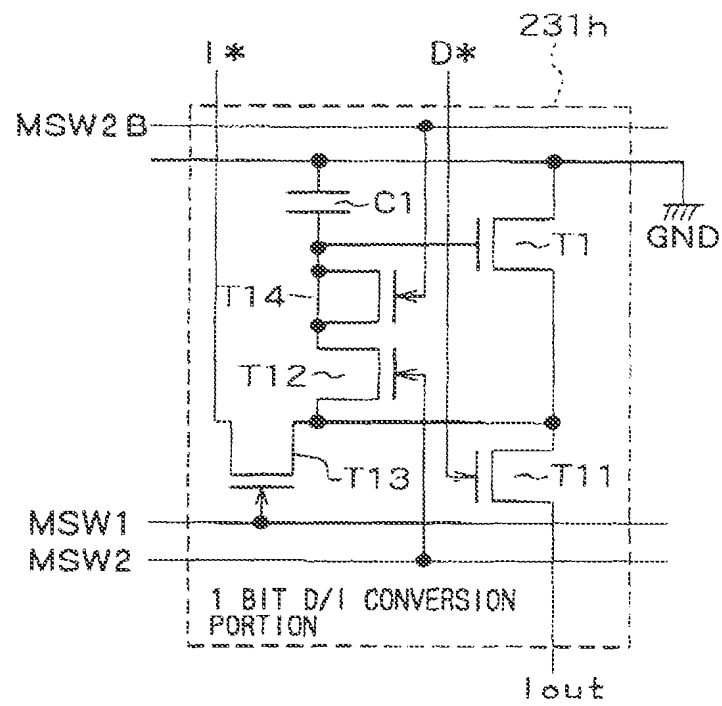 231h
I* D*
MSW2B
C1
T1
GND
T14
T12
T13
T11
MSW1
MSW2
1 BIT D/I CONVERSION
PORTION
Iout